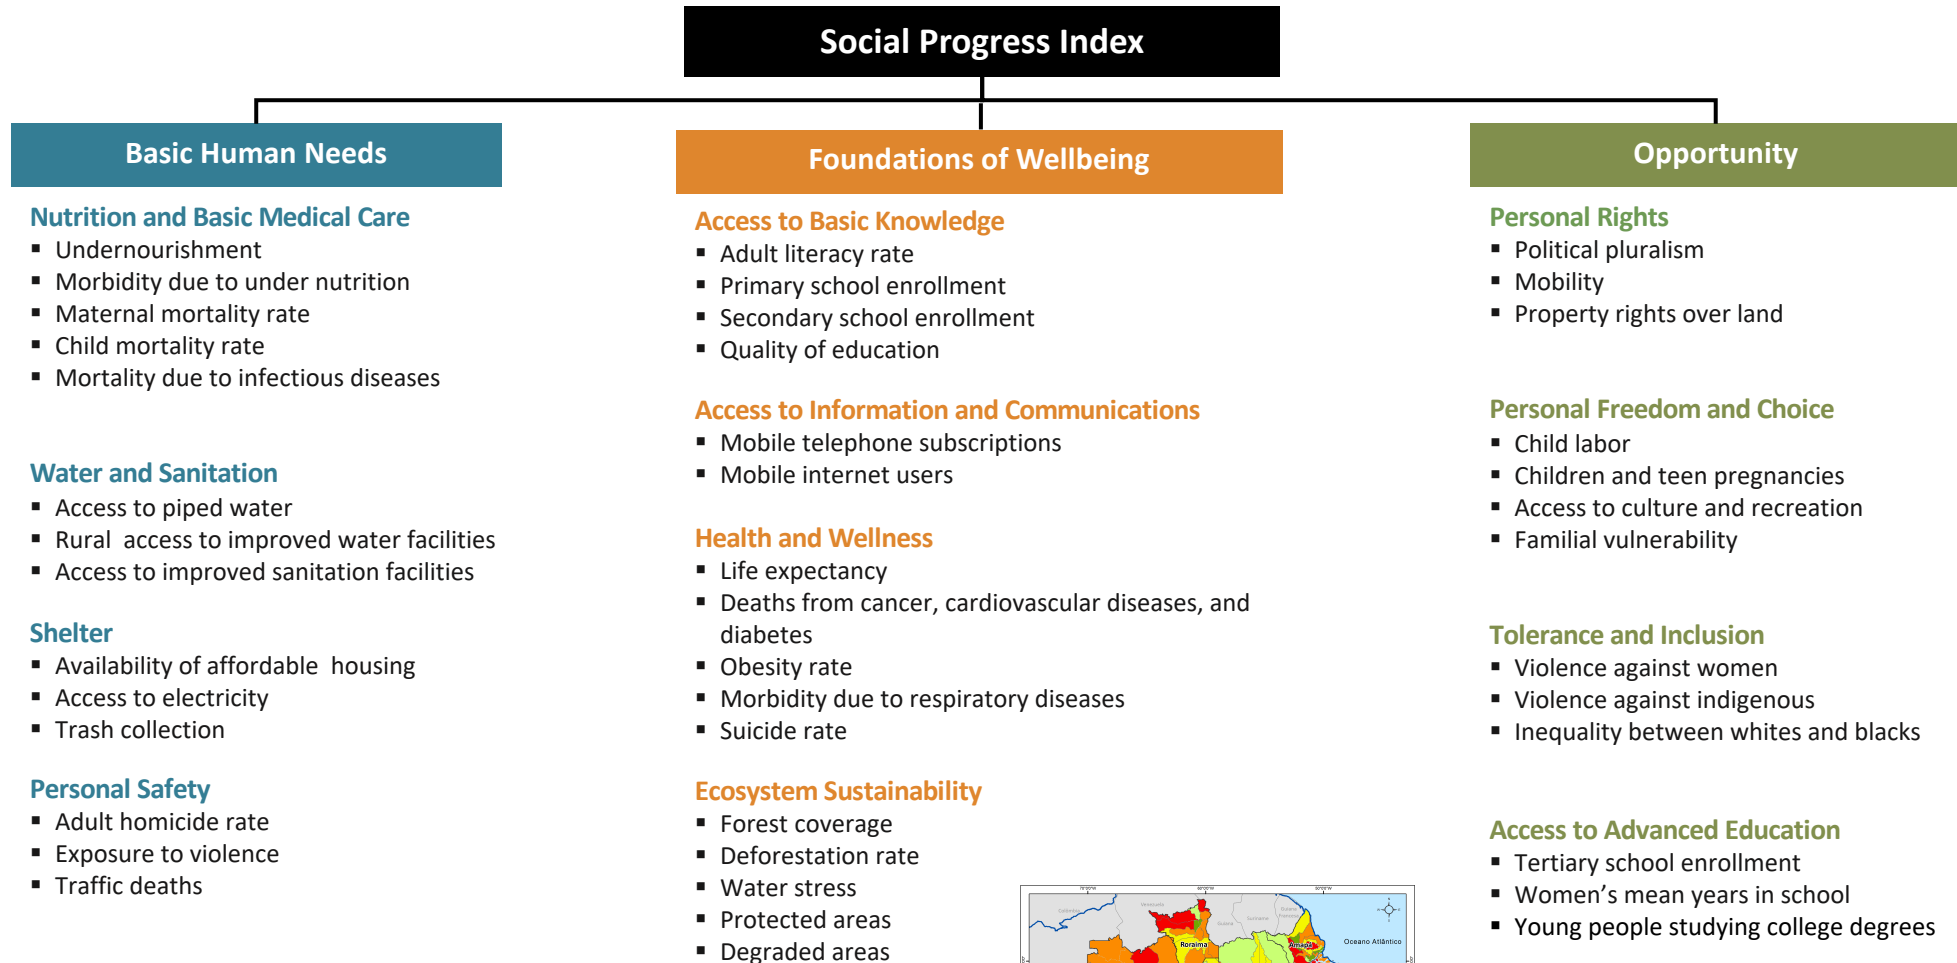 Social Progress Index
Basic Human Needs
Nutrition and Basic Medical Care
▪ Undernourishment
▪ Morbidity due to under nutrition
▪ Maternal mortality rate
▪ Child mortality rate
▪ Mortality due to infectious diseases
Water and Sanitation
▪ Access to piped water
▪ Rural  access to improved water facilities
▪ Access to improved sanitation facilities
Shelter
▪ Availability of affordable  housing
▪ Access to electricity
▪ Trash collection
Personal Safety
▪ Adult homicide rate
▪ Exposure to violence
▪ Traffic deaths
Foundations of Wellbeing
Access to Basic Knowledge
▪ Adult literacy rate
▪ Primary school enrollment
▪ Secondary school enrollment
▪ Quality of education
Access to Information and Communications
▪ Mobile telephone subscriptions
▪ Mobile internet users
Health and Wellness
▪ Life expectancy
▪ Deaths from cancer, cardiovascular diseases, and
diabetes
▪ Obesity rate
▪ Morbidity due to respiratory diseases
▪ Suicide rate
Ecosystem Sustainability
▪ Forest coverage
▪ Deforestation rate
▪ Water stress
▪ Protected areas
▪ Degraded areas
Venezuela
Suriname
Roraima
Amapá
Oceano Atlântico
Opportunity
Personal Rights
▪ Political pluralism
▪ Mobility
▪ Property rights over land
Personal Freedom and Choice
▪ Child labor
▪ Children and teen pregnancies
▪ Access to culture and recreation
▪ Familial vulnerability
Tolerance and Inclusion
▪ Violence against women
▪ Violence against indigenous
▪ Inequality between whites and blacks
Access to Advanced Education
▪ Tertiary school enrollment
▪ Women’s mean years in school
▪ Young people studying college degrees